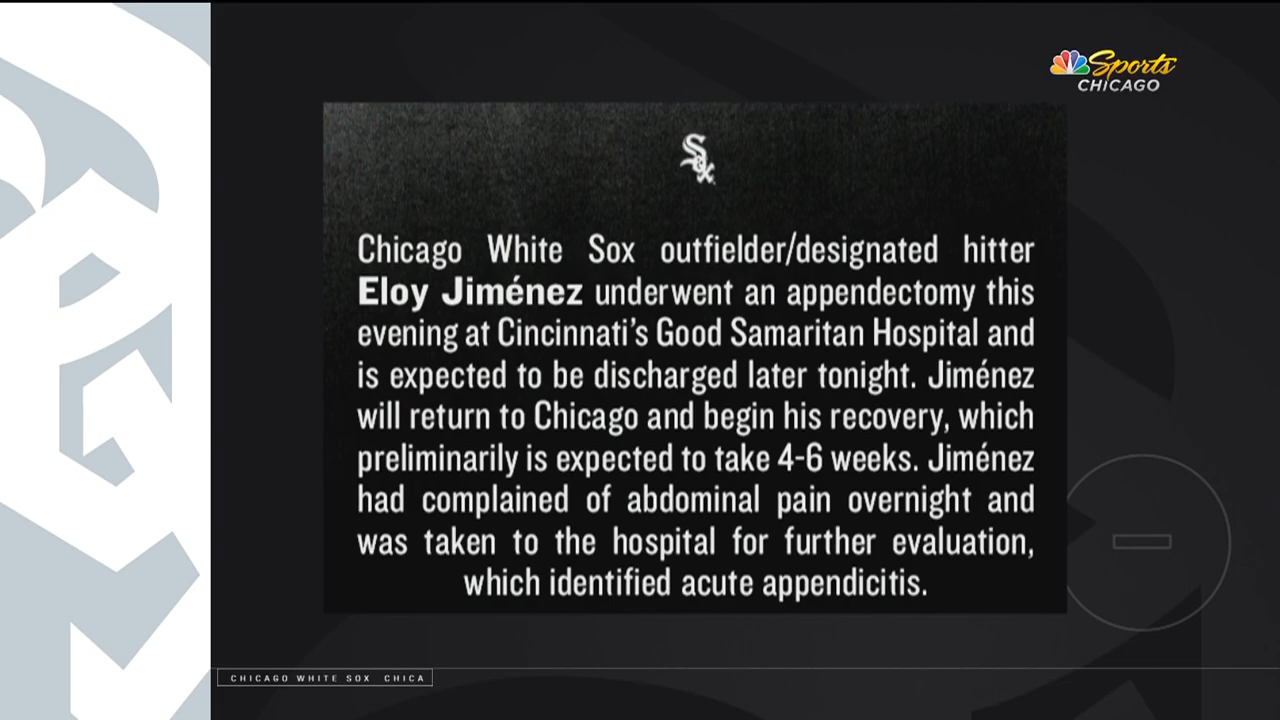 Sports
CHICAGO
Sox
Chicago White Sox outfielder/designated hitter
Eloy Jiménez underwent an appendectomy this
evening at Cincinnati’s Good Samaritan Hospital and
is expected to be discharged later tonight. Jiménez
will return to Chicago and begin his recovery, which
preliminarily is expected to take 4-6 weeks. Jiménez
had complained of abdominal pain overnight and
was taken to the hospital for further evaluation,
which identified acute appendicitis.
CHICAGO WHITE SOX CHICA